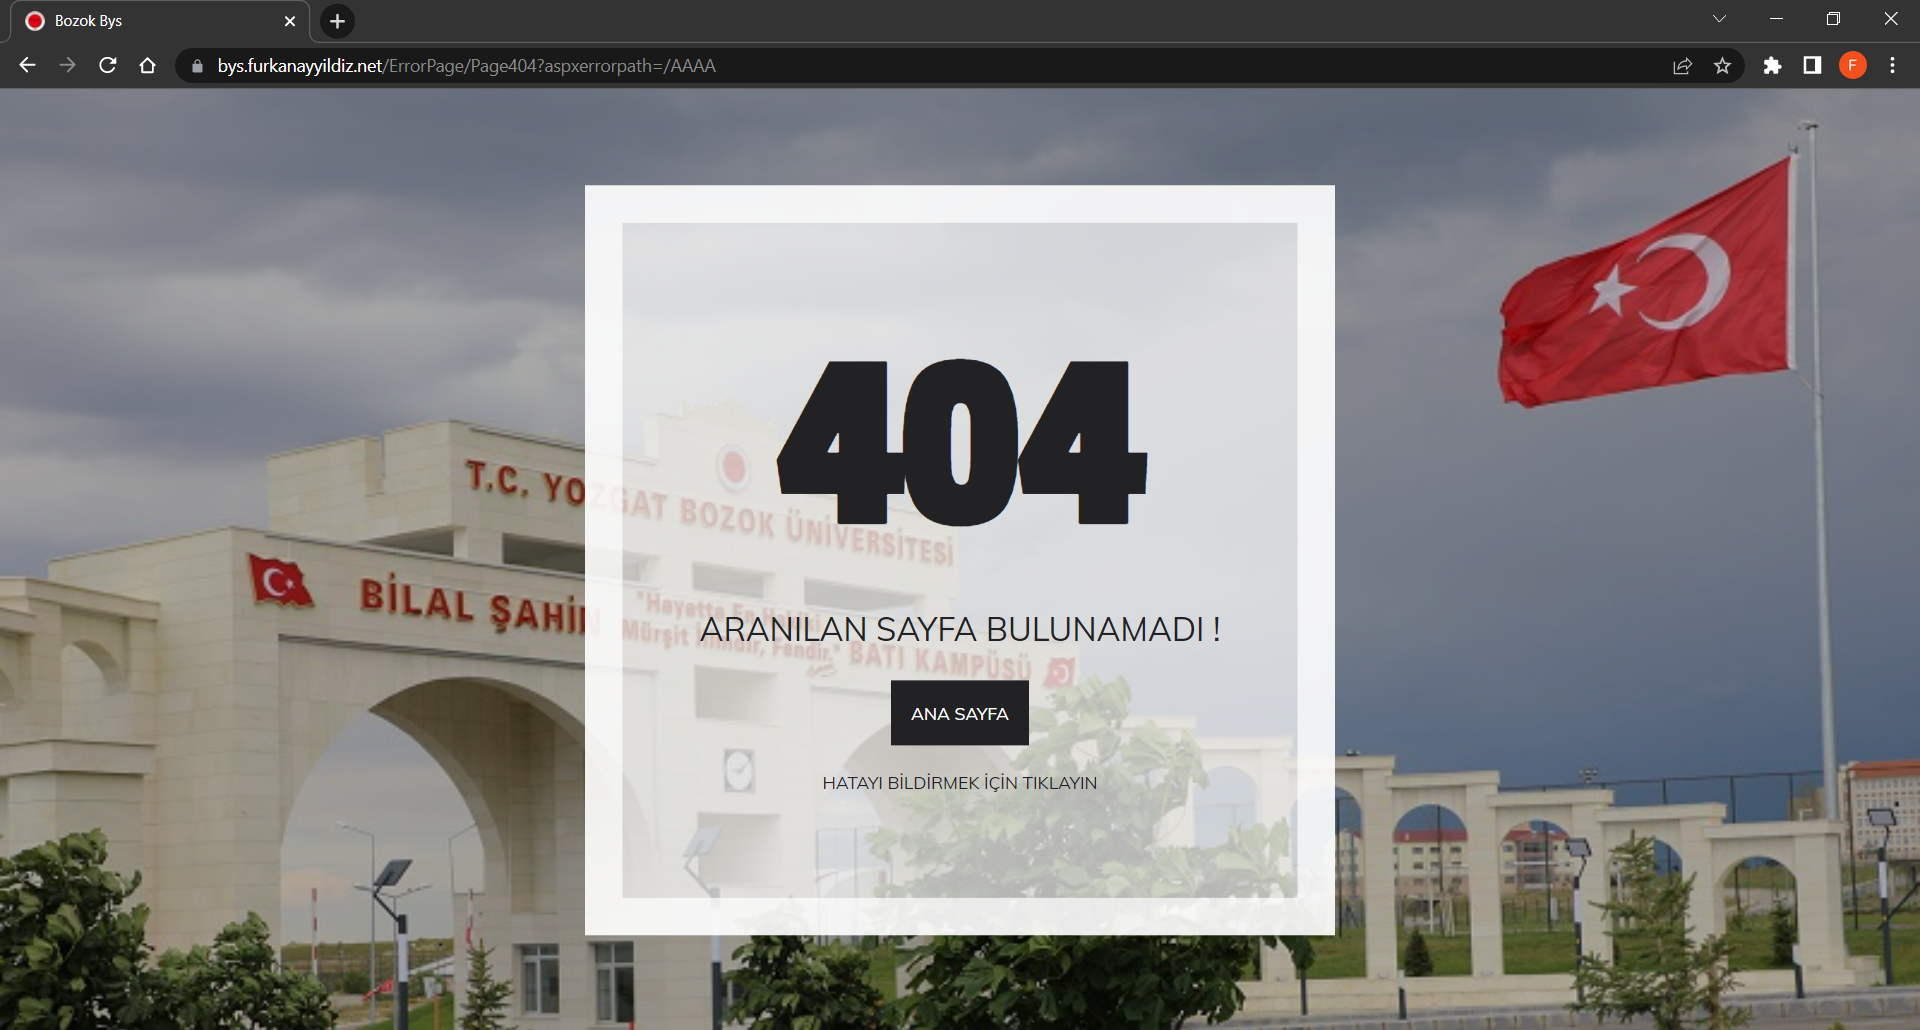 Bozok Bys
bys.furkanayyildiz.net/ErrorPage/Page404?aspxerrorpath=/AAAA
F
404
T.C. YOZGAT BOZOK ÜNİVERSİTESİ
BİLAL ŞAHİN
"Hayatta En Hakiki
Mürşit İlimdir, Fendir." BATI KAMPÜSÜ
ARANILAN SAYFA BULUNAMADI !
ANA SAYFA
HATAYI BİLDİRMEK İÇİN TIKLAYIN